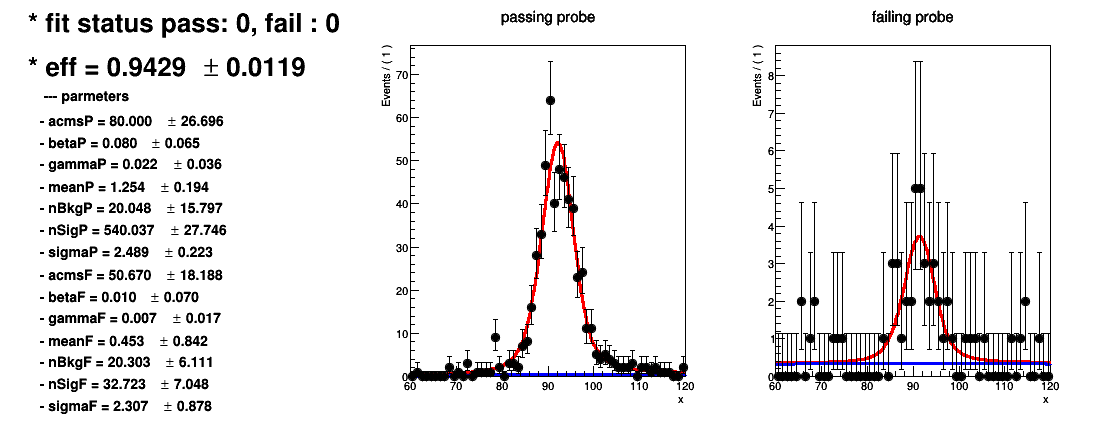 * fit status pass: 0, fail : 0
* eff = 0.9429 ± 0.0119
--- parmeters
- acmsP = 80.000 ± 26.696
- betaP = 0.080 ± 0.065
- gammaP = 0.022 ± 0.036
- meanP = 1.254 ± 0.194
- nBkgP = 20.048 ± 15.797
- nSigP = 540.037 ± 27.746
- sigmaP = 2.489 ± 0.223
- acmsF = 50.670 ± 18.188
- betaF = 0.010 ± 0.070
- gammaF = 0.007 ± 0.017
- meanF = 0.453 ± 0.842
- nBkgF = 20.303 ± 6.111
- nSigF = 32.723 ± 7.048
- sigmaF = 2.307 ± 0.878
passing probe
Events / ( 1 )
70
60
50
40
30
20
10
0
60 70 80 90 100 110 120
x
failing probe
Events / ( 1 )
8
7
6
5
4
3
2
1
0
60 70 80 90 100 110 120
x